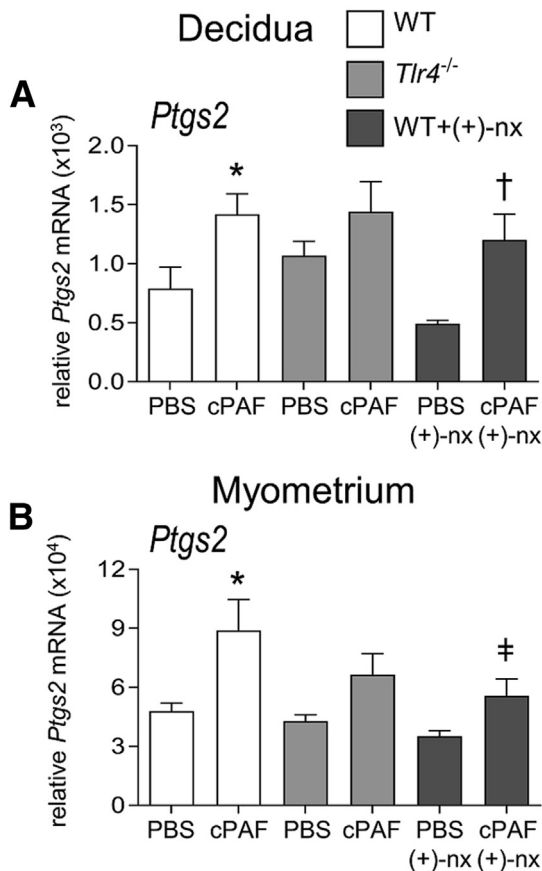 Decidua
WT
Tlr4-/-
WT+(+)-nx
A
Ptgs2
relative Ptgs2 mRNA (x10³)
2.0
1.5
1.0
0.5
0.0
*
†
PBS cPAF PBS cPAF PBS cPAF
(+)-nx (+)-nx
Myometrium
B
Ptgs2
relative Ptgs2 mRNA (x10⁴)
12
9
6
3
0
*
‡
PBS cPAF PBS cPAF PBS cPAF
(+)-nx (+)-nx